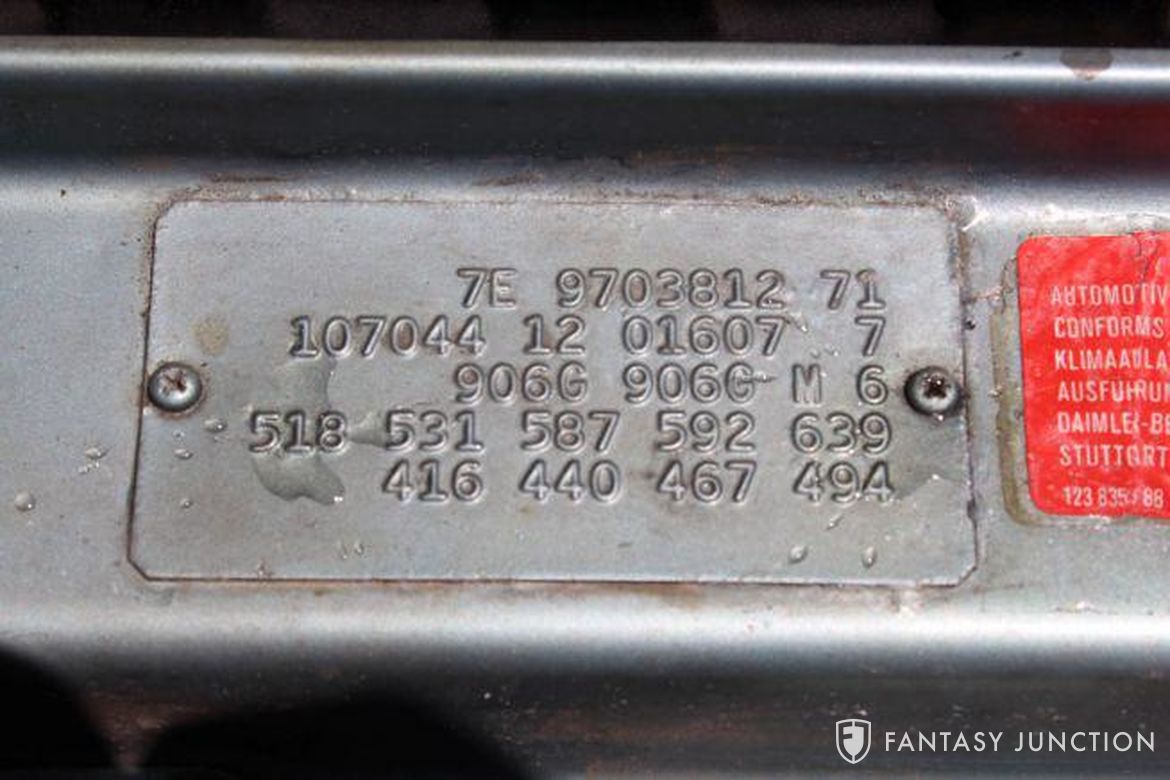 7E 9703812 71
107044 12 01607 7
906G 906G M 6
518 531 587 592 639
416 440 467 494
AUTOMOTIV
CONFORMS
KLIMAAULA
AUSFÜHRUN
DAIMLER-BE
STUTTGRT
123 835 88
FANTASY JUNCTION